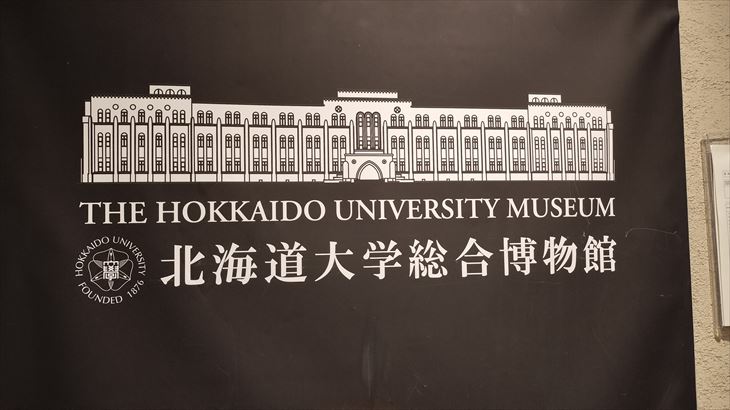 THE HOKKAIDO UNIVERSITY MUSEUM
HOKKAIDO UNIVERSITY
FOUNDED 1876
北海道大学総合博物館